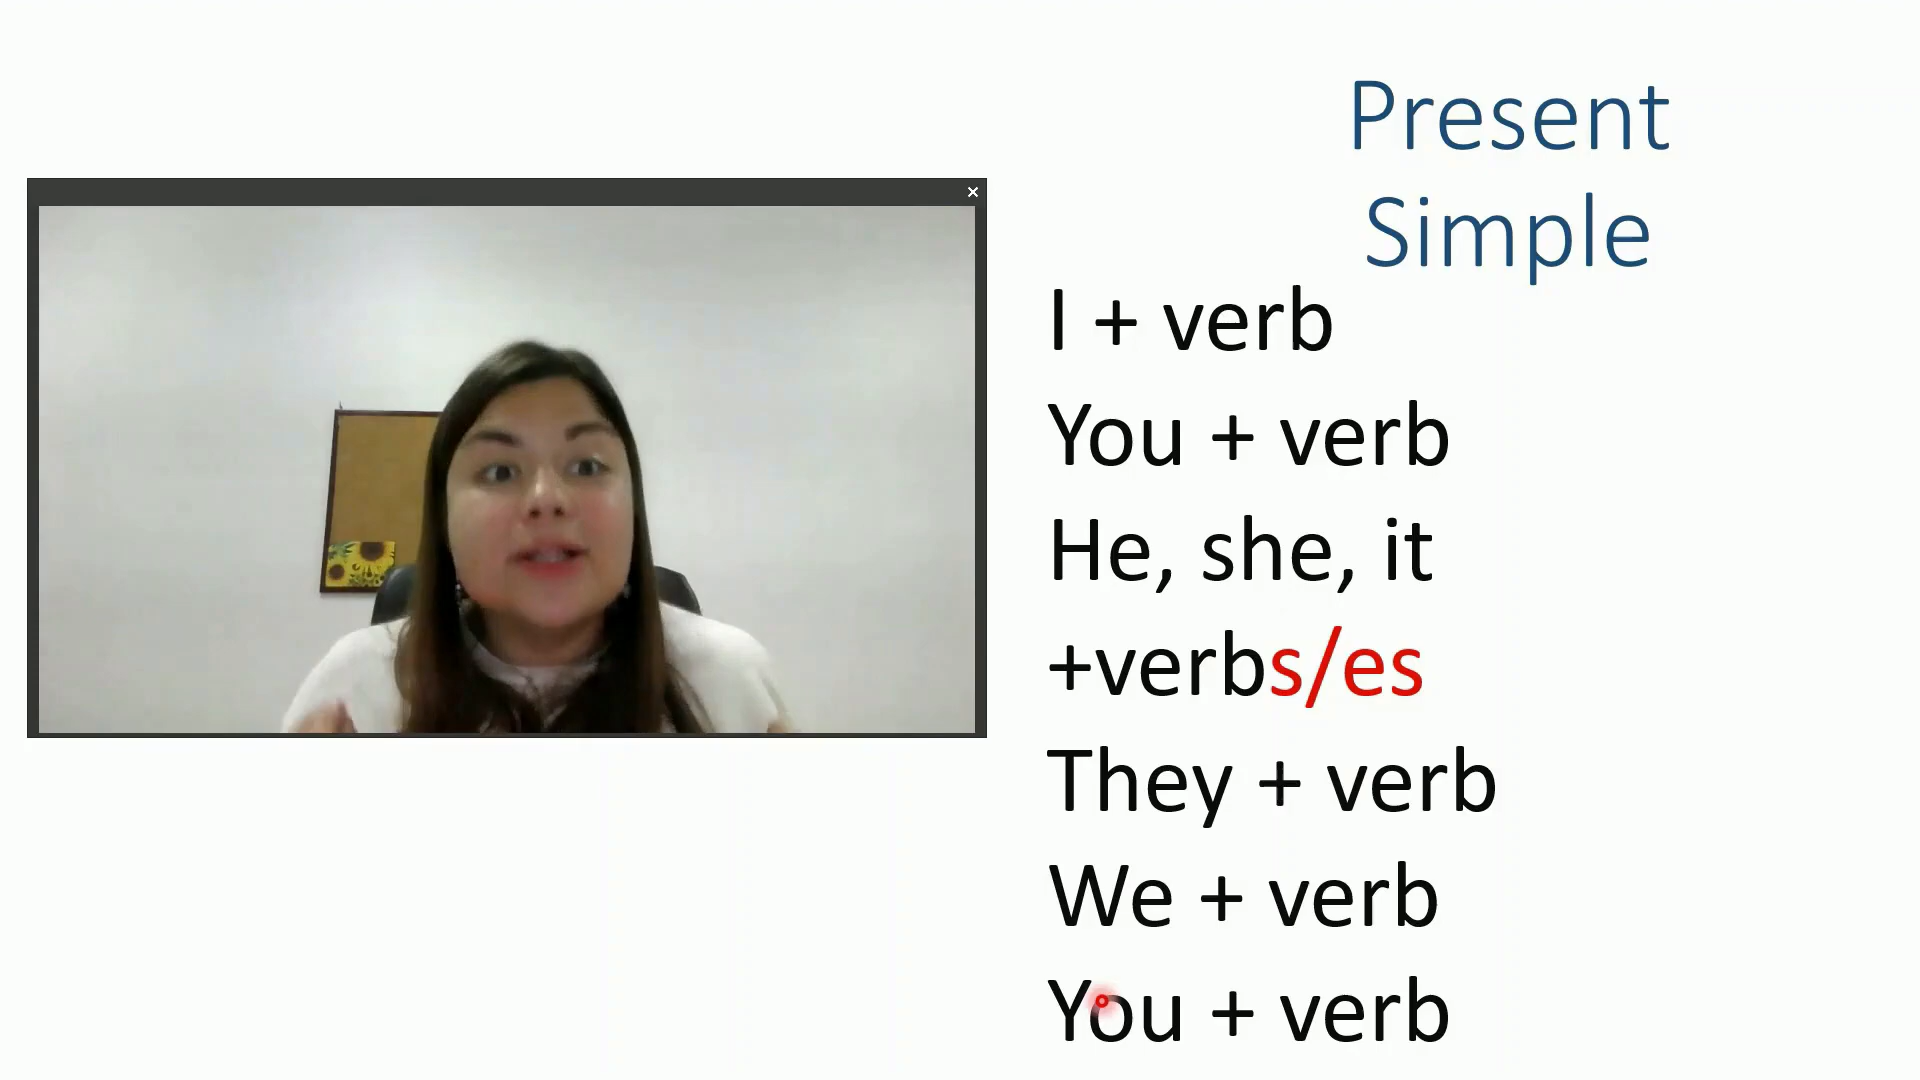 Present
Simple
I + verb
You + verb
He, she, it
+verbs/es
They + verb
We + verb
You + verb